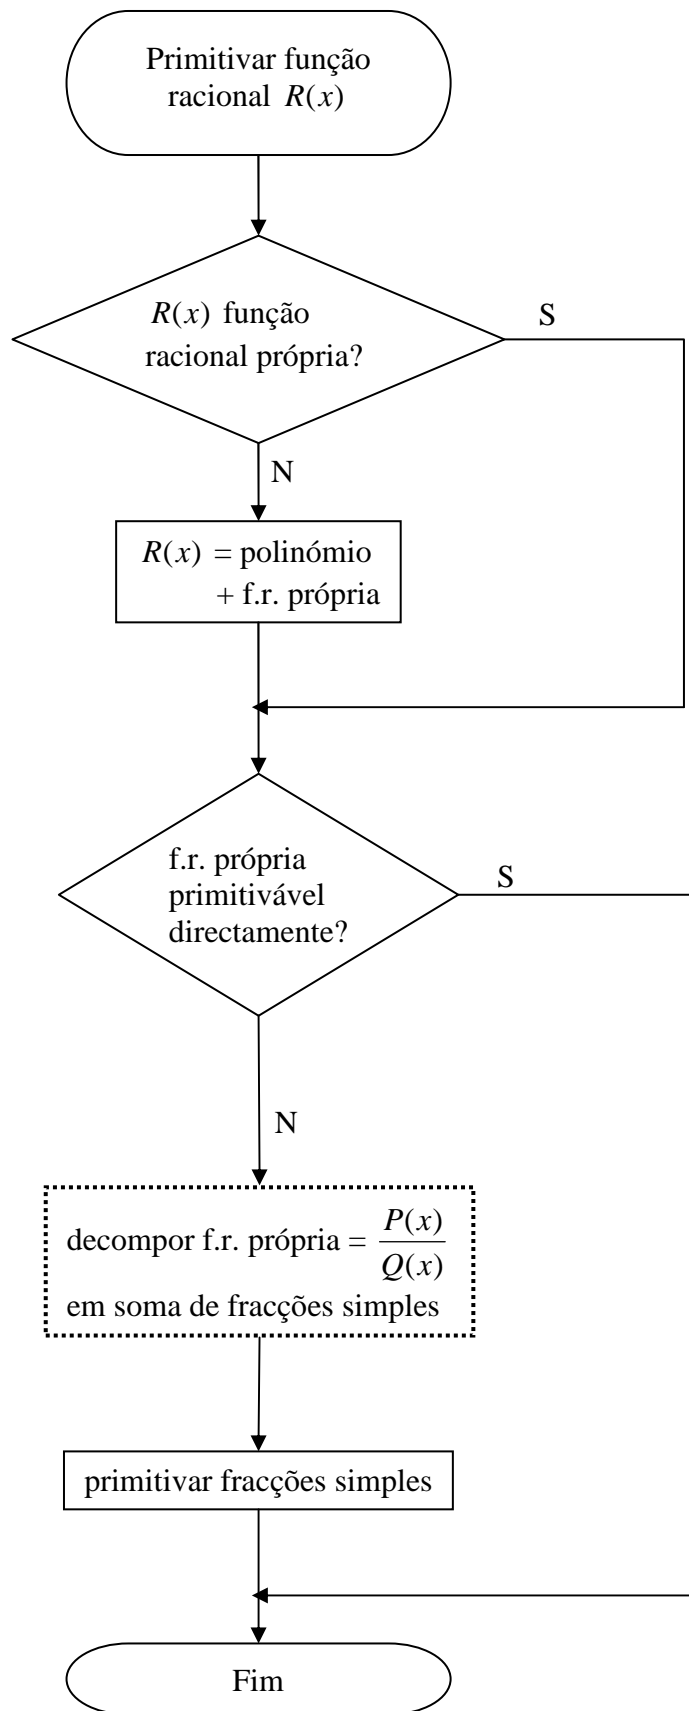 Primitivar função
racional R(x)
R(x) função
racional própria?
S
N
R(x) = polinómio
+ f.r. própria
f.r. própria
primitivável
directamente?
S
N
decompor f.r. própria = P(x)/Q(x)
em soma de fracções simples
primitivar fracções simples
Fim